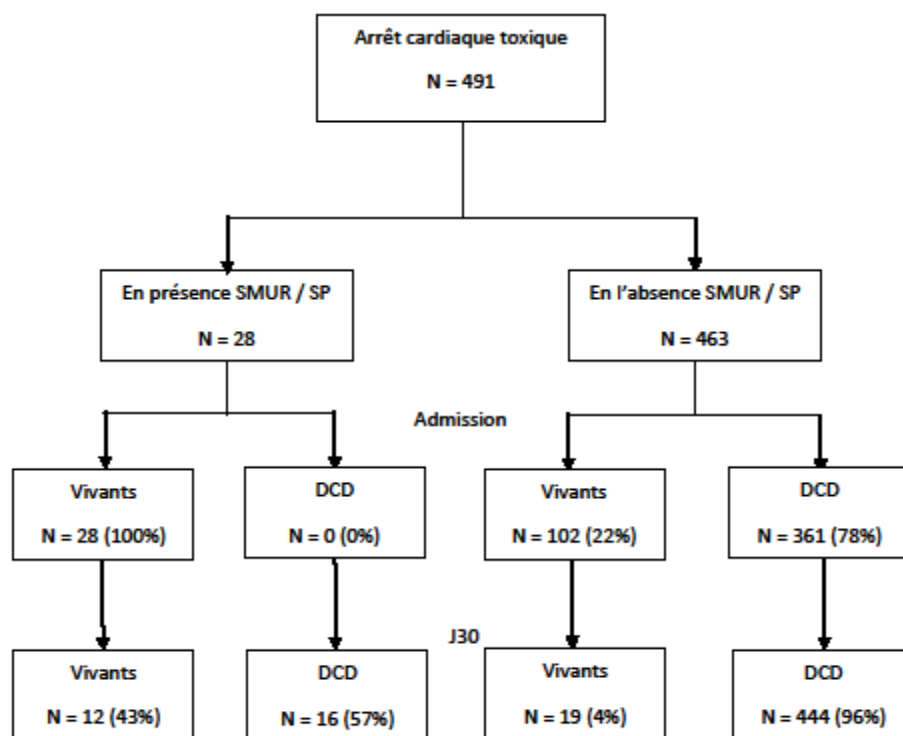 Arrêt cardiaque toxique
N = 491
En présence SMUR / SP
N = 28
En l'absence SMUR / SP
N = 463
Admission
Vivants
N = 28 (100%)
DCD
N = 0 (0%)
Vivants
N = 102 (22%)
DCD
N = 361 (78%)
J30
Vivants
N = 12 (43%)
DCD
N = 16 (57%)
Vivants
N = 19 (4%)
DCD
N = 444 (96%)